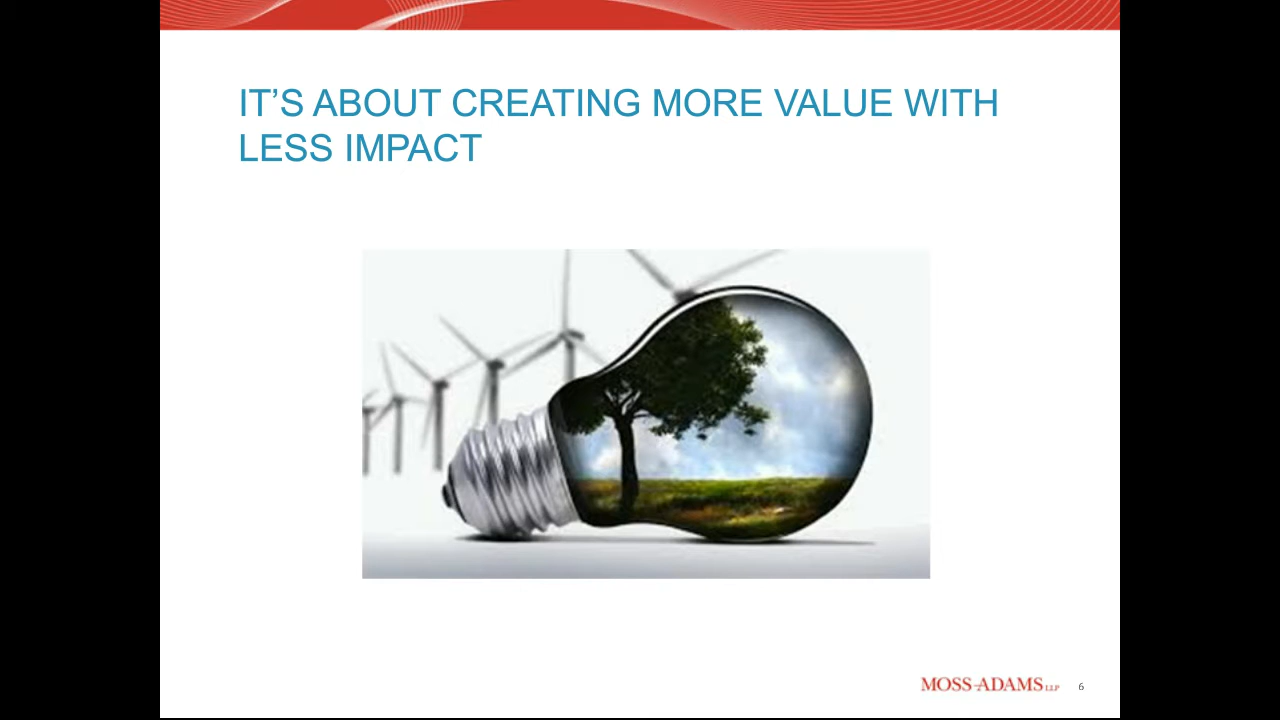 IT’S ABOUT CREATING MORE VALUE WITH
LESS IMPACT
MOSS-ADAMS LLP
6